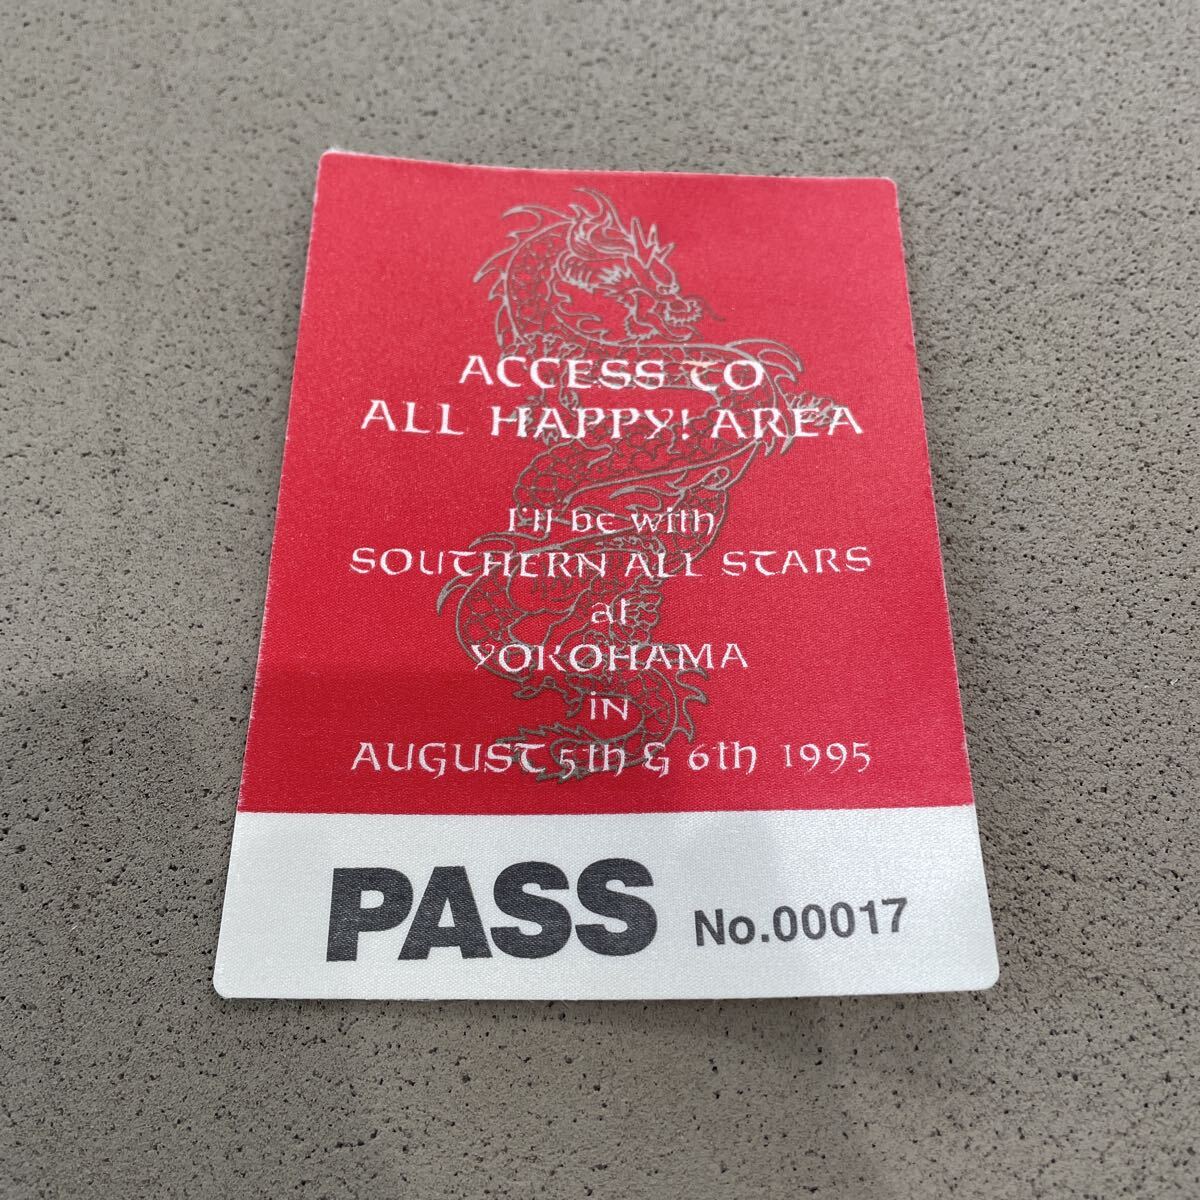 ACCESS TO
ALL HAPPY! AREA
I'll be with
SOUTHERN ALL STARS
at
YOKOHAMA
in
AUGUST 5th & 6th 1995
PASS No.00017